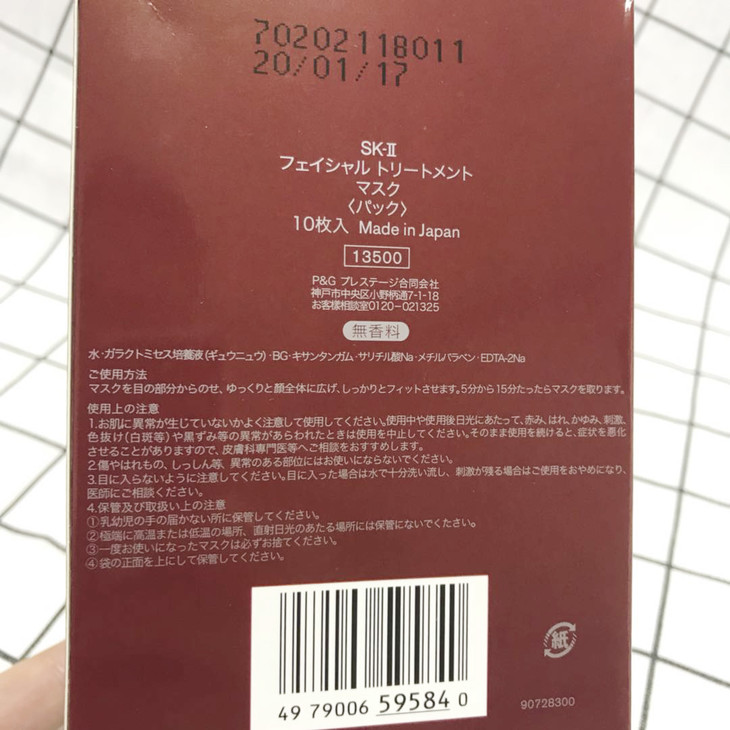 70202118011
20/01/17
SK-II
フェイシャル トリートメント
マスク
〈パック〉
10枚入 Made in Japan
13500
P&G プレステージ合同会社
神戸市中央区小野柄通7-1-18
お客様相談室0120-021325
無香料
水・ガラクトミセス培養液(ギュウニュウ)・BG・キサンタンガム・サリチル酸Na・メチルパラベン・EDTA-2Na
ご使用方法
マスクを目の部分からのせ、ゆっくりと顔全体に広げ、しっかりとフィットさせます。5分から15分たったらマスクを取ります。
使用上の注意
1.お肌に異常が生じていないかよく注意して使用してください。使用中や使用後日光にあたって、赤み、はれ、かゆみ、刺激、
色抜け(白斑等)や黒ずみ等の異常があらわれたときは使用を中止してください。そのまま使用を続けると、症状を悪化
させることがありますので、皮膚科専門医等へご相談をおすすめします。
2.傷やはれもの、しっしん等、異常のある部位にはお使いにならないでください。
3.目に入らないように注意してください。目に入った場合は水で十分洗い流し、刺激が残る場合はご使用をおやめになり、
医師にご相談ください。
4.保管及び取扱い上の注意
①乳幼児の手の届かない所に保管してください。
②極端に高温または低温の場所、直射日光のあたる場所には保管にないでください。
③一度お使いになったマスクは必ずお捨てください。
④袋の正面を上にして保管してください。
紙
4 979006 595840
90728300